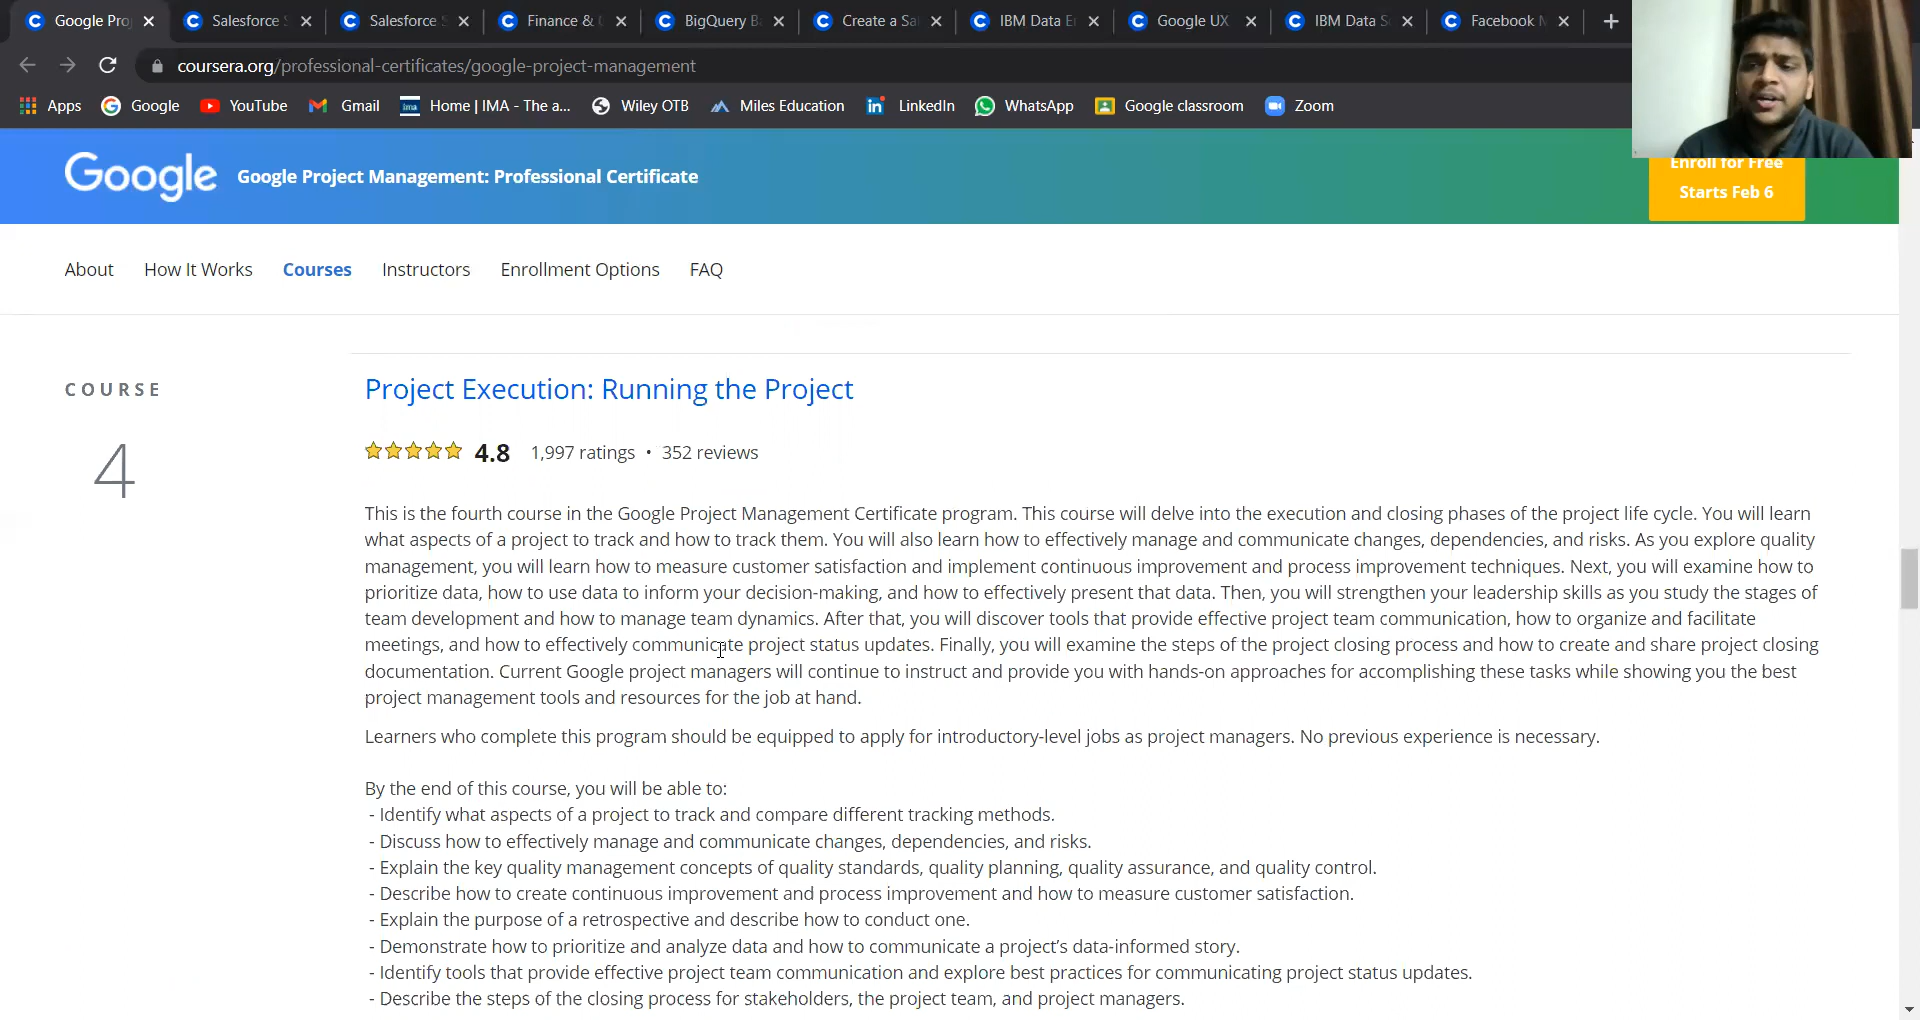 Google Pro
Salesforce S
Salesforce S
Finance &
BigQuery B
Create a Sa
IBM Data E
Google UX
IBM Data S
Facebook M
coursera.org/professional-certificates/google-project-management
Apps
Google
YouTube
Gmail
Home | IMA - The a...
Wiley OTB
Miles Education
LinkedIn
WhatsApp
Google classroom
Zoom
Google
Google Project Management: Professional Certificate
Enroll for Free
Starts Feb 6
About
How It Works
Courses
Instructors
Enrollment Options
FAQ
COURSE
4
Project Execution: Running the Project
4.8 1,997 ratings • 352 reviews
This is the fourth course in the Google Project Management Certificate program. This course will delve into the execution and closing phases of the project life cycle. You will learn
what aspects of a project to track and how to track them. You will also learn how to effectively manage and communicate changes, dependencies, and risks. As you explore quality
management, you will learn how to measure customer satisfaction and implement continuous improvement and process improvement techniques. Next, you will examine how to
prioritize data, how to use data to inform your decision-making, and how to effectively present that data. Then, you will strengthen your leadership skills as you study the stages of
team development and how to manage team dynamics. After that, you will discover tools that provide effective project team communication, how to organize and facilitate
meetings, and how to effectively communicate project status updates. Finally, you will examine the steps of the project closing process and how to create and share project closing
documentation. Current Google project managers will continue to instruct and provide you with hands-on approaches for accomplishing these tasks while showing you the best
project management tools and resources for the job at hand.
Learners who complete this program should be equipped to apply for introductory-level jobs as project managers. No previous experience is necessary.
By the end of this course, you will be able to:
- Identify what aspects of a project to track and compare different tracking methods.
- Discuss how to effectively manage and communicate changes, dependencies, and risks.
- Explain the key quality management concepts of quality standards, quality planning, quality assurance, and quality control.
- Describe how to create continuous improvement and process improvement and how to measure customer satisfaction.
- Explain the purpose of a retrospective and describe how to conduct one.
- Demonstrate how to prioritize and analyze data and how to communicate a project's data-informed story.
- Identify tools that provide effective project team communication and explore best practices for communicating project status updates.
- Describe the steps of the closing process for stakeholders, the project team, and project managers.